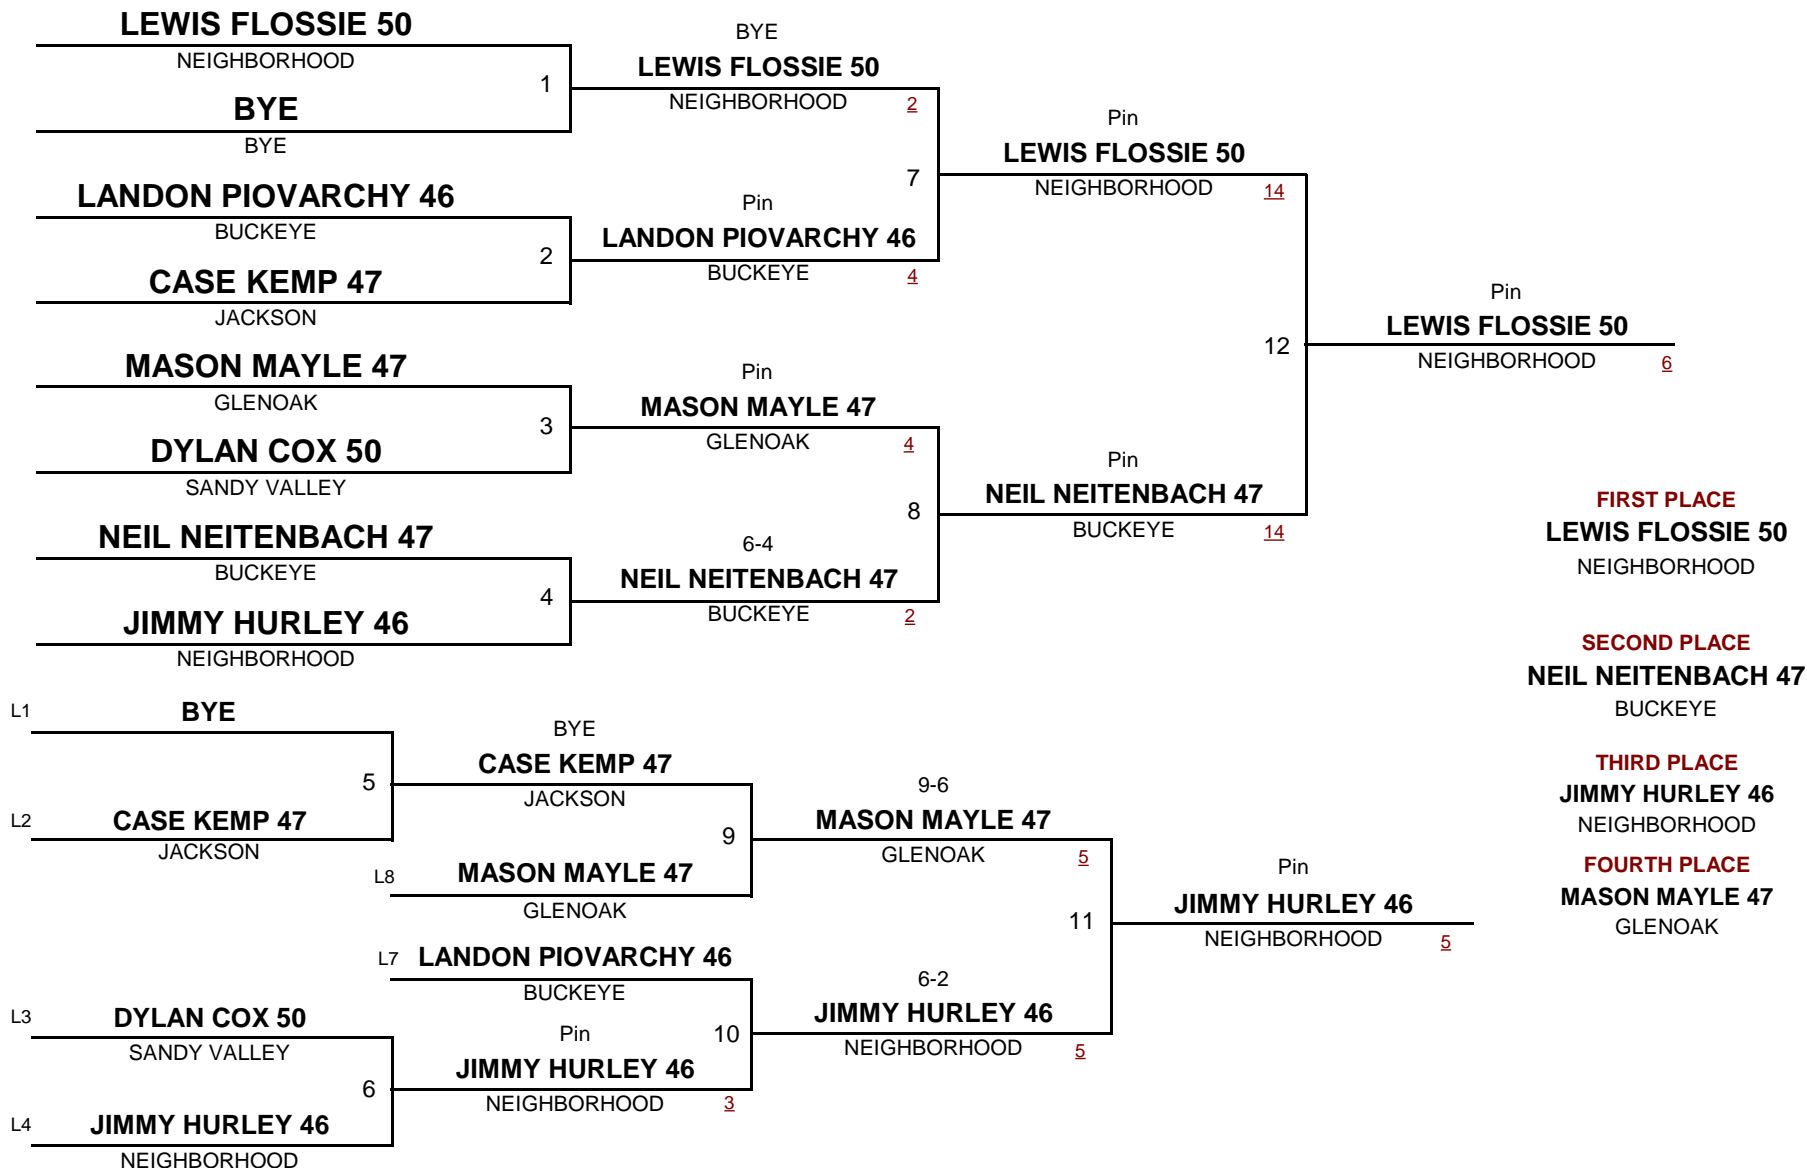 LEWIS FLOSSIE 50
NEIGHBORHOOD
1
BYE
BYE
LANDON PIOVARCHY 46
BUCKEYE
2
CASE KEMP 47
JACKSON
MASON MAYLE 47
GLENOAK
3
DYLAN COX 50
SANDY VALLEY
NEIL NEITENBACH 47
BUCKEYE
4
JIMMY HURLEY 46
NEIGHBORHOOD
BYE
LEWIS FLOSSIE 50
NEIGHBORHOOD 2
7
Pin
LANDON PIOVARCHY 46
BUCKEYE 4
Pin
MASON MAYLE 47
GLENOAK 4
8
6-4
NEIL NEITENBACH 47
BUCKEYE 2
Pin
LEWIS FLOSSIE 50
NEIGHBORHOOD 14
12
Pin
NEIL NEITENBACH 47
BUCKEYE 14
Pin
LEWIS FLOSSIE 50
NEIGHBORHOOD 6
FIRST PLACE
LEWIS FLOSSIE 50
NEIGHBORHOOD
SECOND PLACE
NEIL NEITENBACH 47
BUCKEYE
THIRD PLACE
JIMMY HURLEY 46
NEIGHBORHOOD
FOURTH PLACE
MASON MAYLE 47
GLENOAK
L1 BYE
5
L2 CASE KEMP 47
JACKSON
L3 DYLAN COX 50
SANDY VALLEY
6
L4 JIMMY HURLEY 46
NEIGHBORHOOD
BYE
CASE KEMP 47
JACKSON
9
L8 MASON MAYLE 47
GLENOAK
L7 LANDON PIOVARCHY 46
BUCKEYE
10
Pin
JIMMY HURLEY 46
NEIGHBORHOOD 3
9-6
MASON MAYLE 47
GLENOAK 5
11
6-2
JIMMY HURLEY 46
NEIGHBORHOOD 5
Pin
JIMMY HURLEY 46
NEIGHBORHOOD 5